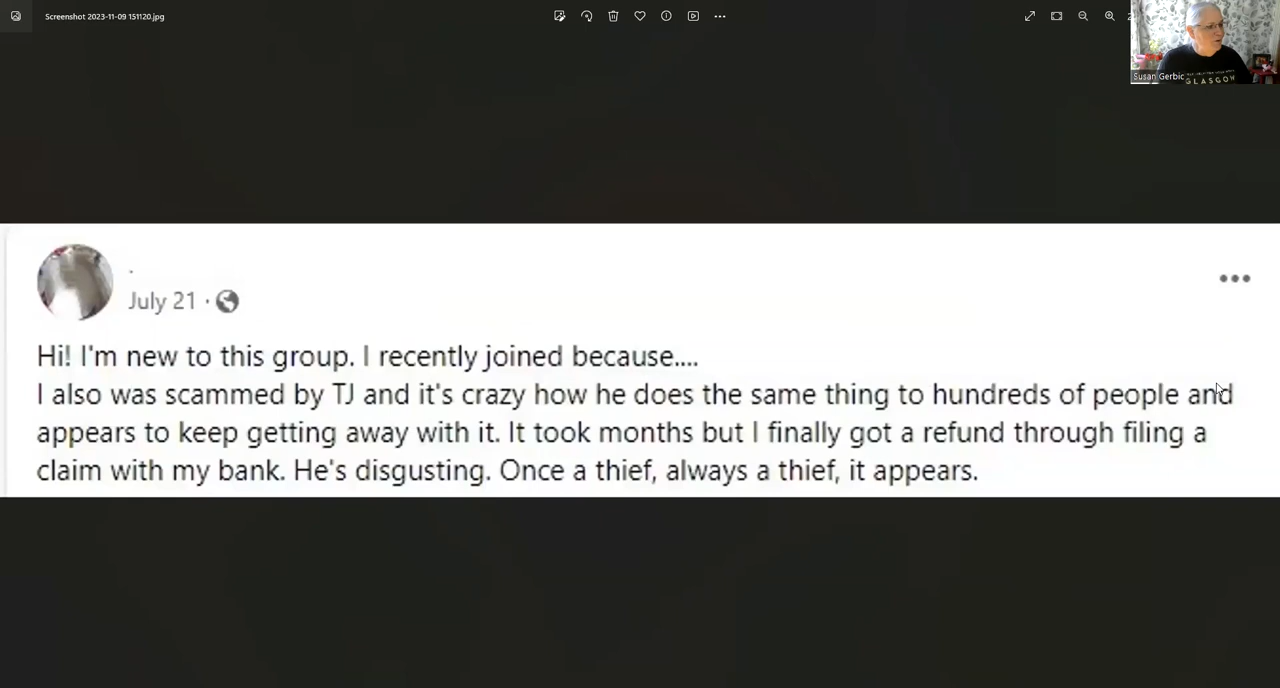 Screenshot 2023-11-09 151120.jpg
Susan Gerbic
GLASGOW
.
July 21 ·
Hi! I'm new to this group. I recently joined because....
I also was scammed by TJ and it's crazy how he does the same thing to hundreds of people and
appears to keep getting away with it. It took months but I finally got a refund through filing a
claim with my bank. He's disgusting. Once a thief, always a thief, it appears.